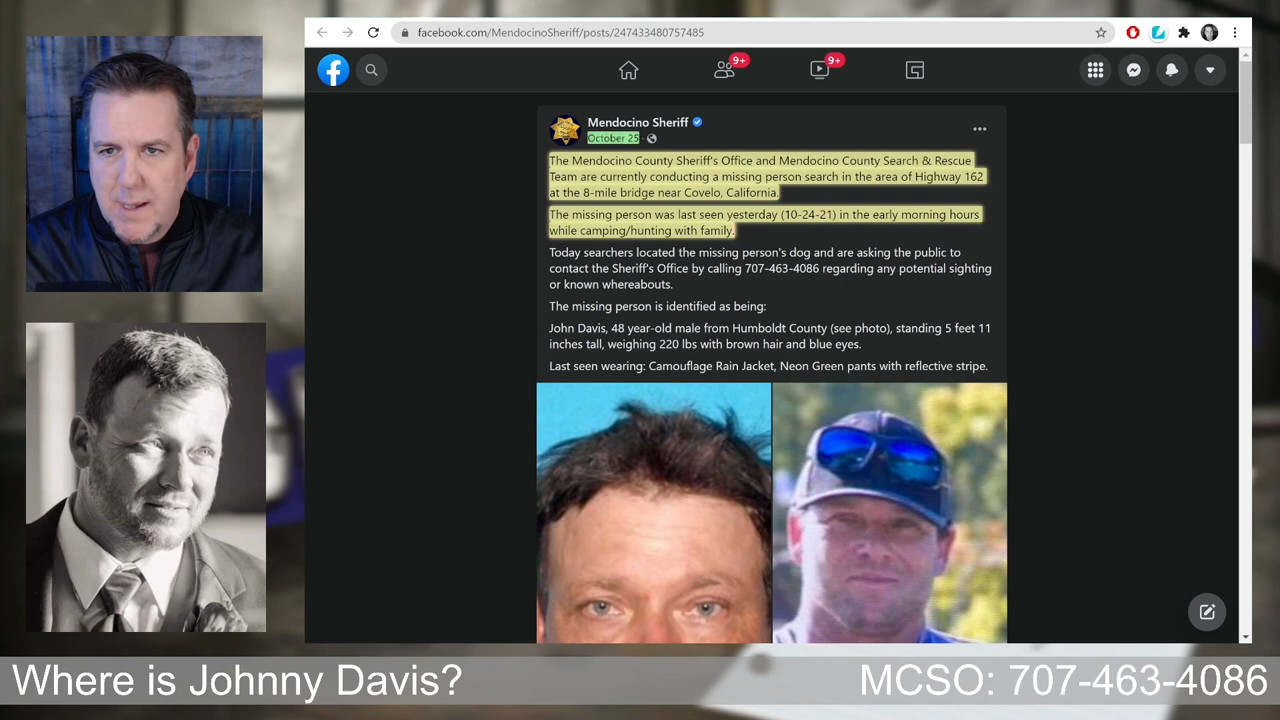 facebook.com/MendocinoSheriff/posts/247433480757485
9+
9+
Mendocino Sheriff
October 25
The Mendocino County Sheriff's Office and Mendocino County Search & Rescue
Team are currently conducting a missing person search in the area of Highway 162
at the 8-mile bridge near Covelo, California.
The missing person was last seen yesterday (10-24-21) in the early morning hours
while camping/hunting with family.
Today searchers located the missing person's dog and are asking the public to
contact the Sheriff's Office by calling 707-463-4086 regarding any potential sighting
or known whereabouts.
The missing person is identified as being:
John Davis, 48 year-old male from Humboldt County (see photo), standing 5 feet 11
inches tall, weighing 220 lbs with brown hair and blue eyes.
Last seen wearing: Camouflage Rain Jacket, Neon Green pants with reflective stripe.
Where is Johnny Davis?
MCSO: 707-463-4086